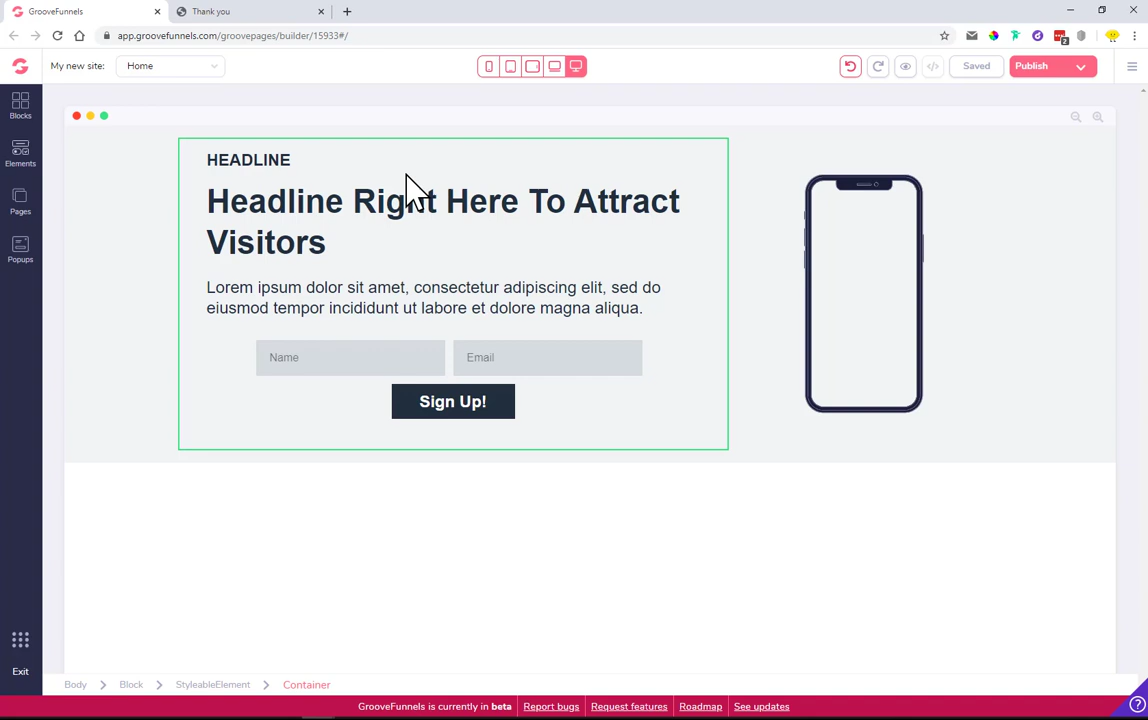 GrooveFunnels
Thank you
app.groovefunnels.com/groovepages/builder/15933#/
2
My new site:
Home
Saved
Publish
Blocks
Elements
Pages
Popups
HEADLINE
Headline Right Here To Attract
Visitors
Lorem ipsum dolor sit amet, consectetur adipiscing elit, sed do
eiusmod tempor incididunt ut labore et dolore magna aliqua.
Name
Email
Sign Up!
Exit
Body
Block
StyleableElement
Container
GrooveFunnels is currently in beta
Report bugs
Request features
Roadmap
See updates